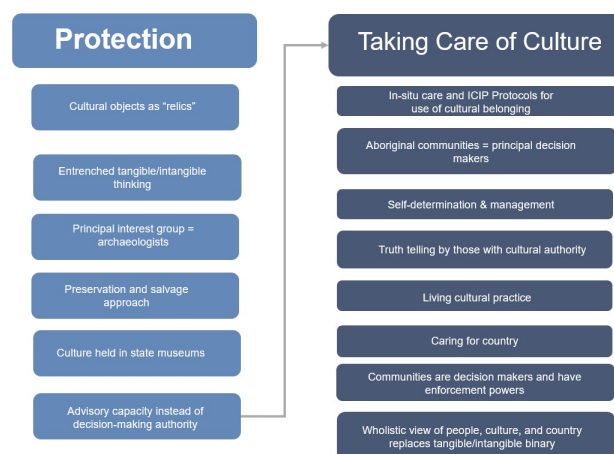 Protection
Cultural objects as “relics”
Entrenched tangible/intangible
thinking
Principal interest group =
archaeologists
Preservation and salvage
approach
Culture held in state museums
Advisory capacity instead of
decision-making authority
Taking Care of Culture
In-situ care and ICIP Protocols for
use of cultural belonging
Aboriginal communities = principal decision
makers
Self-determination & management
Truth telling by those with cultural authority
Living cultural practice
Caring for country
Communities are decision makers and have
enforcement powers
Wholistic view of people, culture, and country
replaces tangible/intangible binary